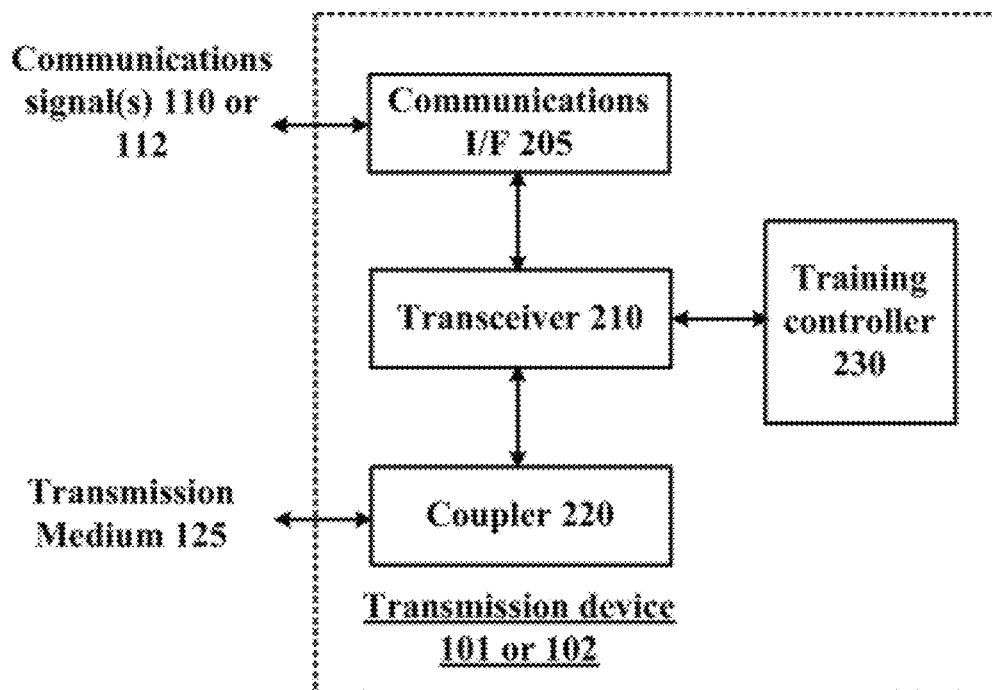 Communications
signal(s) 110 or
112
Communications
I/F 205
Transceiver 210
Training
controller
230
Transmission
Medium 125
Coupler 220
Transmission device
101 or 102